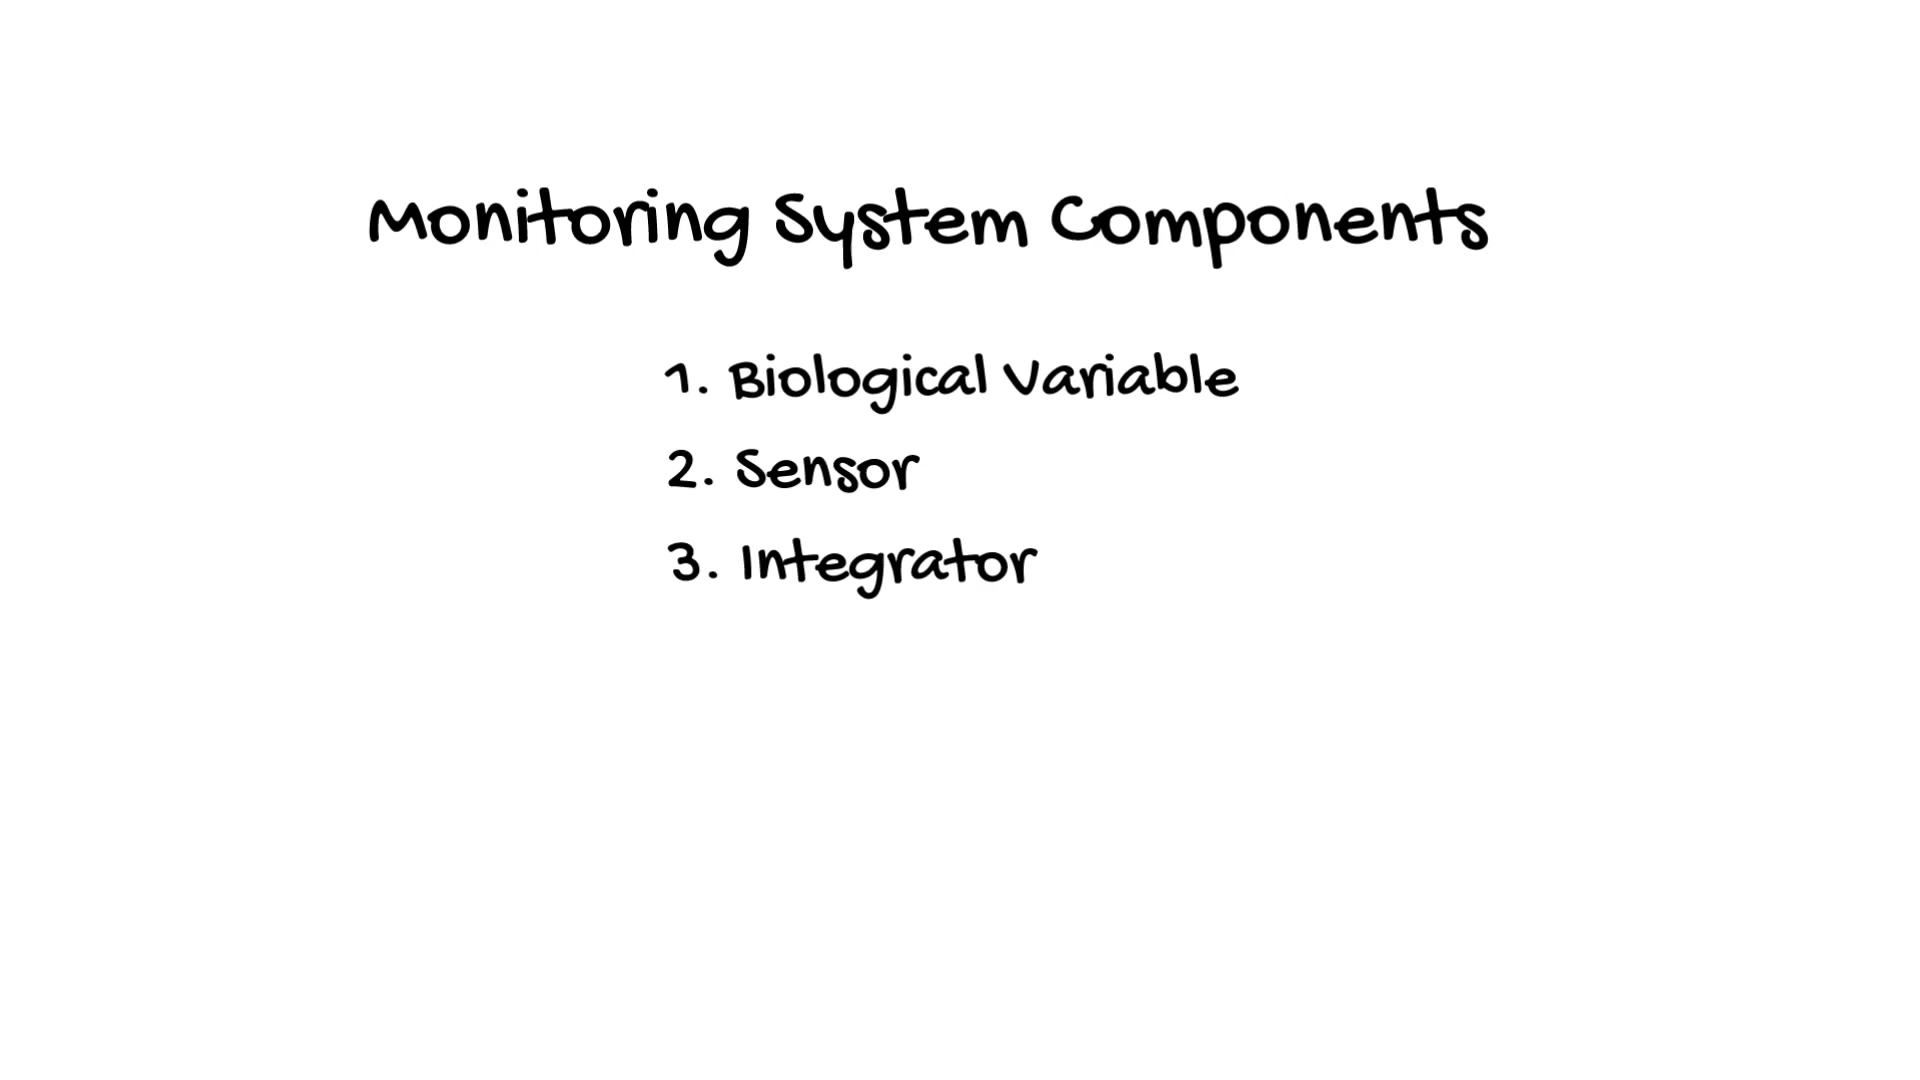 Monitoring System Components
1. Biological Variable
2. Sensor
3. Integrator